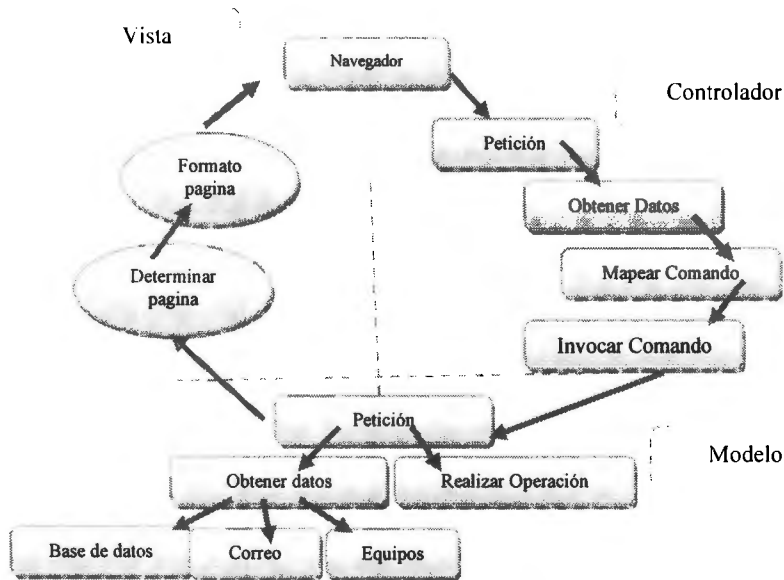 Vista
Navegador
Controlador
Petición
Formato
pagina
Obtener Datos
Determinar
pagina
Mapear Comando
Invocar Comando
Petición
Modelo
Obtener datos
Realizar Operación
Base de datos
Correo
Equipos